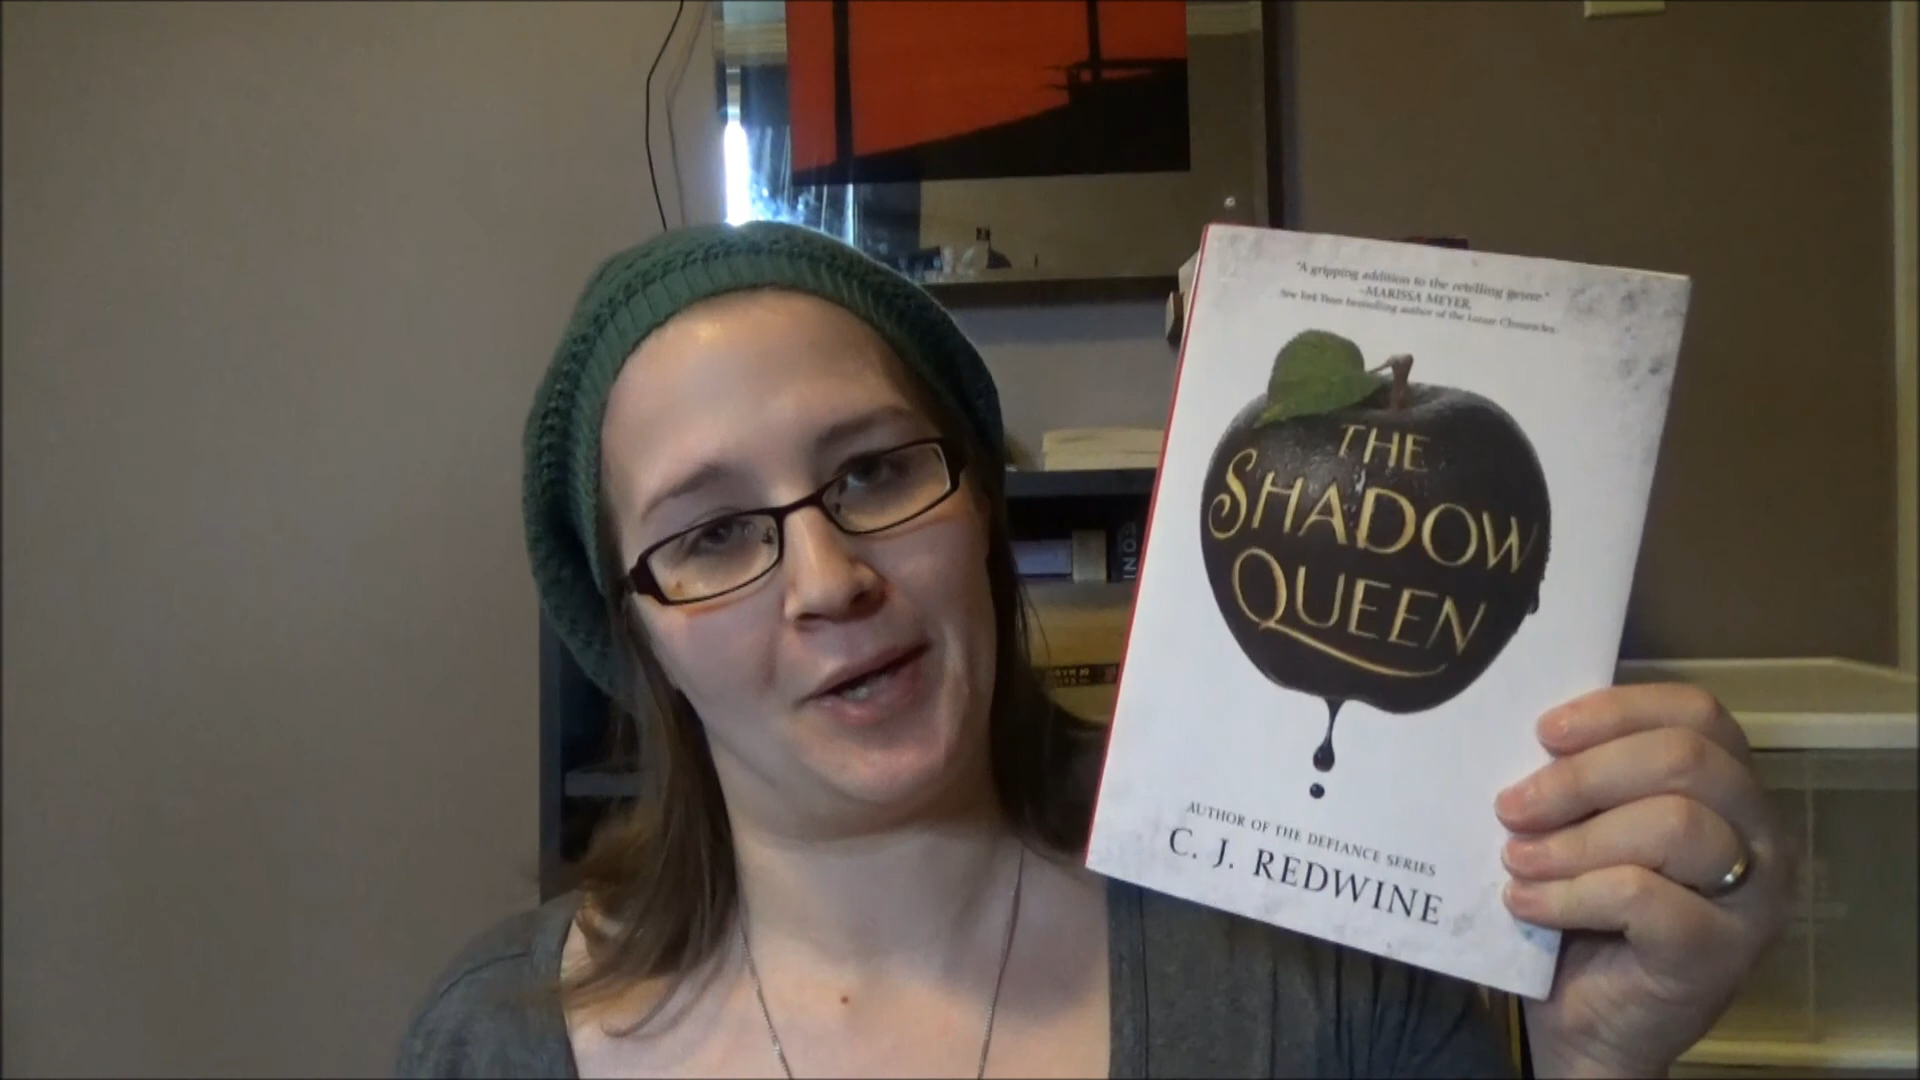 "A gripping addition to the retelling genre."
–MARISSA MEYER,
New York Times bestselling author of the Lunar Chronicles
THE
SHADOW
QUEEN
AUTHOR OF THE DEFIANCE SERIES
C. J. REDWINE